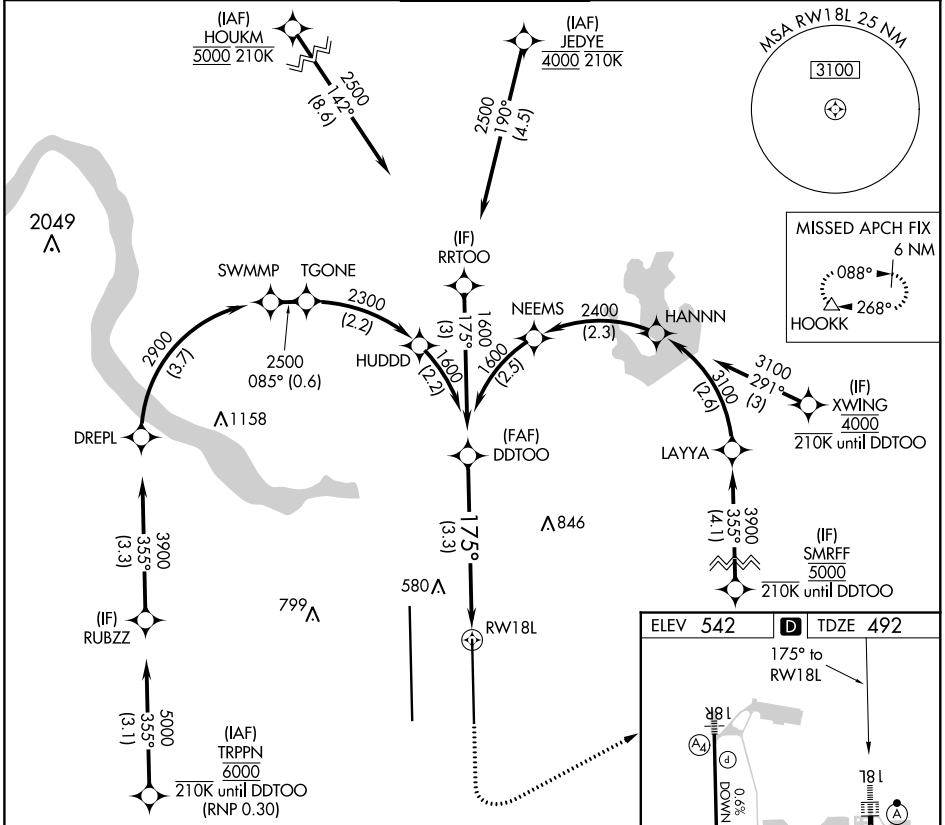 (IAF)
HOUKM
5000 210K
2500
142°
(8.6)
(IAF)
JEDYE
4000 210K
2500
190°
(4.5)
MSA RW18L 25 NM
3100
2049
MISSED APCH FIX
6 NM
088°
268°
HOOKK
(IF)
RRTOO
SWMMP
TGONE
2300
(2.2)
1600
175°
(3)
NEEMS
2400
(2.3)
HANNN
2900
(3.7)
2500
085° (0.6)
HUDDD
1600
(2.2)
1600
(2.5)
3100
(2.6)
3100
291°
(3)
(IF)
XWING
4000
210K until DDTOO
1158
DREPL
(FAF)
DDTOO
LAYYA
3900
355°
(3.3)
175°
(3.3)
846
3900
355°
(4.1)
(IF)
SMRFF
5000
210K until DDTOO
580
799
(IF)
RUBZZ
RW18L
ELEV 542
D
TDZE 492
175° to
RW18L
5000
355°
(3.1)
(IAF)
TRPPN
6000
210K until DDTOO
(RNP 0.30)
18R
A4
P
0.6%
DOWN
18L
A